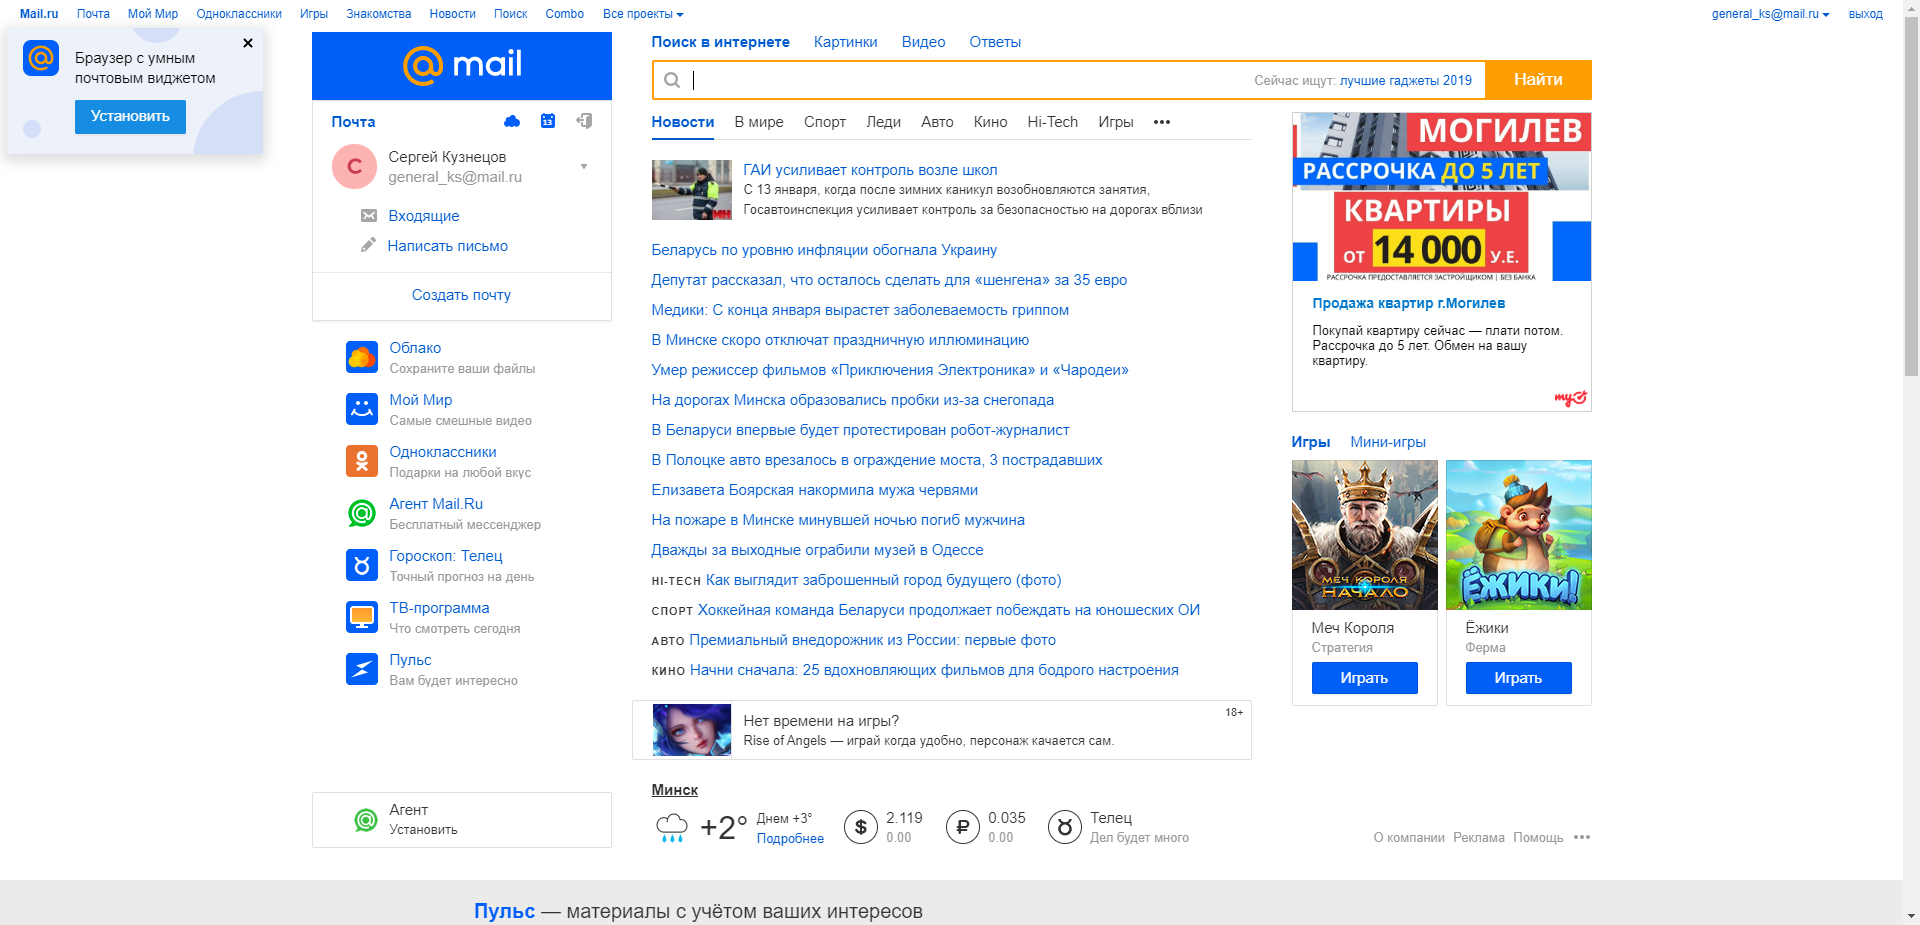 Mail.ru Почта Мой Мир Одноклассники Игры Знакомства Новости Поиск Combo Все проекты
general_ks@mail.ru выход
Браузер с умным
почтовым виджетом
Установить
mail
Почта
13
С
Сергей Кузнецов
general_ks@mail.ru
Входящие
Написать письмо
Создать почту
Облако
Сохраните ваши файлы
Мой Мир
Самые смешные видео
Одноклассники
Подарки на любой вкус
Агент Mail.Ru
Бесплатный мессенджер
Гороскоп: Телец
Точный прогноз на день
ТВ-программа
Что смотреть сегодня
Пульс
Вам будет интересно
Агент
Установить
Поиск в интернете Картинки Видео Ответы
Сейчас ищут: лучшие гаджеты 2019
Найти
Новости В мире Спорт Леди Авто Кино Hi-Tech Игры •••
ГАИ усиливает контроль возле школ
С 13 января, когда после зимних каникул возобновляются занятия,
Госавтоинспекция усиливает контроль за безопасностью на дорогах вблизи
Беларусь по уровню инфляции обогнала Украину
Депутат рассказал, что осталось сделать для «шенгена» за 35 евро
Медики: С конца января вырастет заболеваемость гриппом
В Минске скоро отключат праздничную иллюминацию
Умер режиссер фильмов «Приключения Электроника» и «Чародеи»
На дорогах Минска образовались пробки из-за снегопада
В Беларуси впервые будет протестирован робот-журналист
В Полоцке авто врезалось в ограждение моста, 3 пострадавших
Елизавета Боярская накормила мужа червями
На пожаре в Минске минувшей ночью погиб мужчина
Дважды за выходные ограбили музей в Одессе
HI-TECH Как выглядит заброшенный город будущего (фото)
СПОРТ Хоккейная команда Беларуси продолжает побеждать на юношеских ОИ
АВТО Премиальный внедорожник из России: первые фото
КИНО Начни сначала: 25 вдохновляющих фильмов для бодрого настроения
Нет времени на игры?
18+
Rise of Angels — играй когда удобно, персонаж качается сам.
Минск
+2°
Днем +3°
Подробнее
$
2.119
0.00
₽
0.035
0.00
Телец
Дел будет много
МОГИЛЕВ
РАССРОЧКА ДО 5 ЛЕТ
КВАРТИРЫ
ОТ 14 000 У.Е.
РАССРОЧКА ПРЕДОСТАВЛЯЕТСЯ ЗАСТРОЙЩИКОМ | БЕЗ БАНКА
Продажа квартир г.Могилев
Покупай квартиру сейчас — плати потом.
Рассрочка до 5 лет. Обмен на вашу
квартиру.
Игры Мини-игры
МЕЧ КОРОЛЯ
НАЧАЛО
Меч Короля
Стратегия
Играть
ЁЖИКИ!
Ёжики
Ферма
Играть
О компании Реклама Помощь •••
Пульс — материалы с учётом ваших интересов